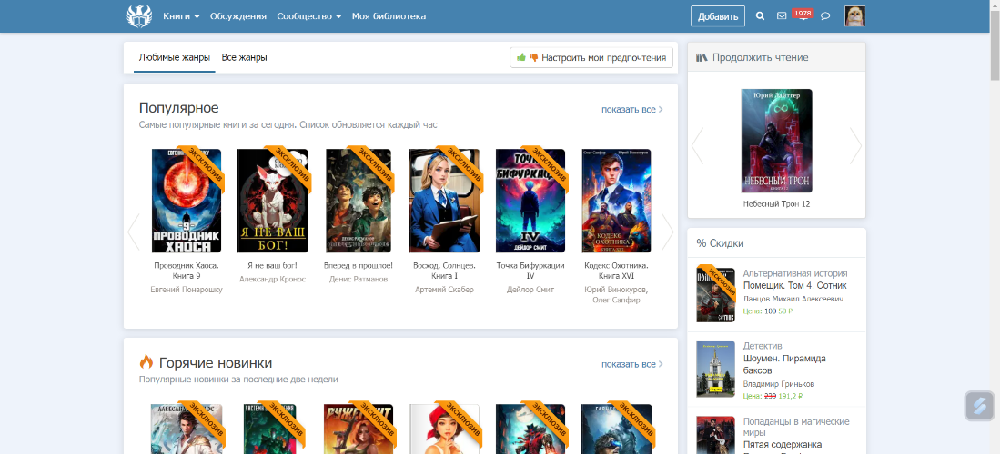 Книги
Обсуждения
Сообщество
Моя библиотека
Добавить
1978
Любимые жанры
Все жанры
Настроить мои предпочтения
Популярное
показать все
Самые популярные книги за сегодня. Список обновляется каждый час
ЭКСКЛЮЗИВ
-9-
ПРОВОДНИК
ХАОСА
ЭКСКЛЮЗИВ
Я НЕ ВАШ
БОГ!
ЭКСКЛЮЗИВ
ДЕНИС РАТМАНОВ
ЭКСКЛЮЗИВ
ЭКСКЛЮЗИВ
ТОЧКА
БИФУРКАЦИИ
IV
ДЕЙЛОР СМИТ
Олег Сапфир Юрий Винокуров
КОДЕКС
ОХОТНИКА
Проводник Хаоса.
Книга 9
Евгений Понарошку
Я не ваш бог!
Александр Кронос
Вперед в прошлое!
Денис Ратманов
Восход. Солнцев.
Книга I
Артемий Скабер
Точка Бифуркации
IV
Дейлор Смит
Кодекс Охотника.
Книга XVI
Юрий Винокуров,
Олег Сапфир
Горячие новинки
показать все
Популярные новинки за последние две недели
ЭКСКЛЮЗИВ
ЭКСКЛЮЗИВ
ЭКСКЛЮЗИВ
ЭКСКЛЮЗИВ
ЭКСКЛЮЗИВ
ЭКСКЛЮЗИВ
Продолжить чтение
НЕБЕСНЫЙ ТРОН
КНИГА 12
Небесный Трон 12
% Скидки
ЭКСКЛЮЗИВ
СОТНИК
Альтернативная история
Помещик. Том 4. Сотник
Ланцов Михаил Алексеевич
Цена: 100 50 ₽
Детектив
Шоумен. Пирамида
баксов
Владимир Гриньков
Цена: 239 191,2 ₽
Попаданцы в магические
миры
Пятая содержанка